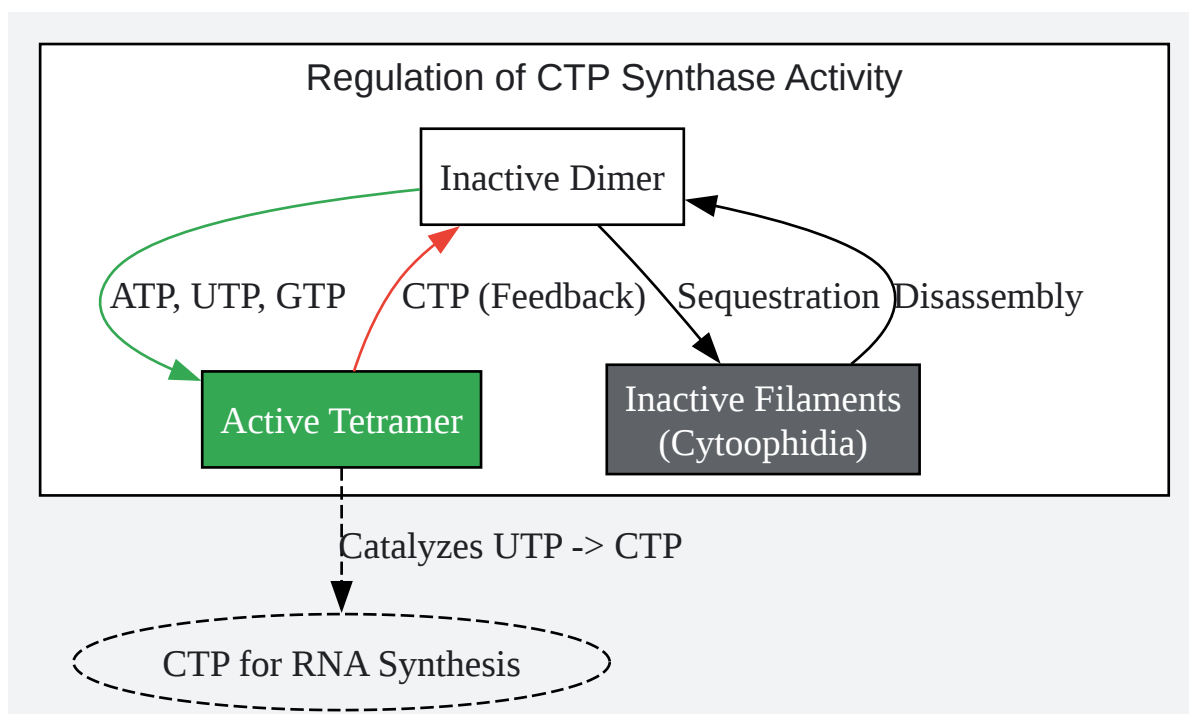 Regulation of CTP Synthase Activity
Inactive Dimer
ATP, UTP, GTP
CTP (Feedback)
Sequestration
Disassembly
Active Tetramer
Inactive Filaments
(Cytoophidia)
Catalyzes UTP -> CTP
CTP for RNA Synthesis